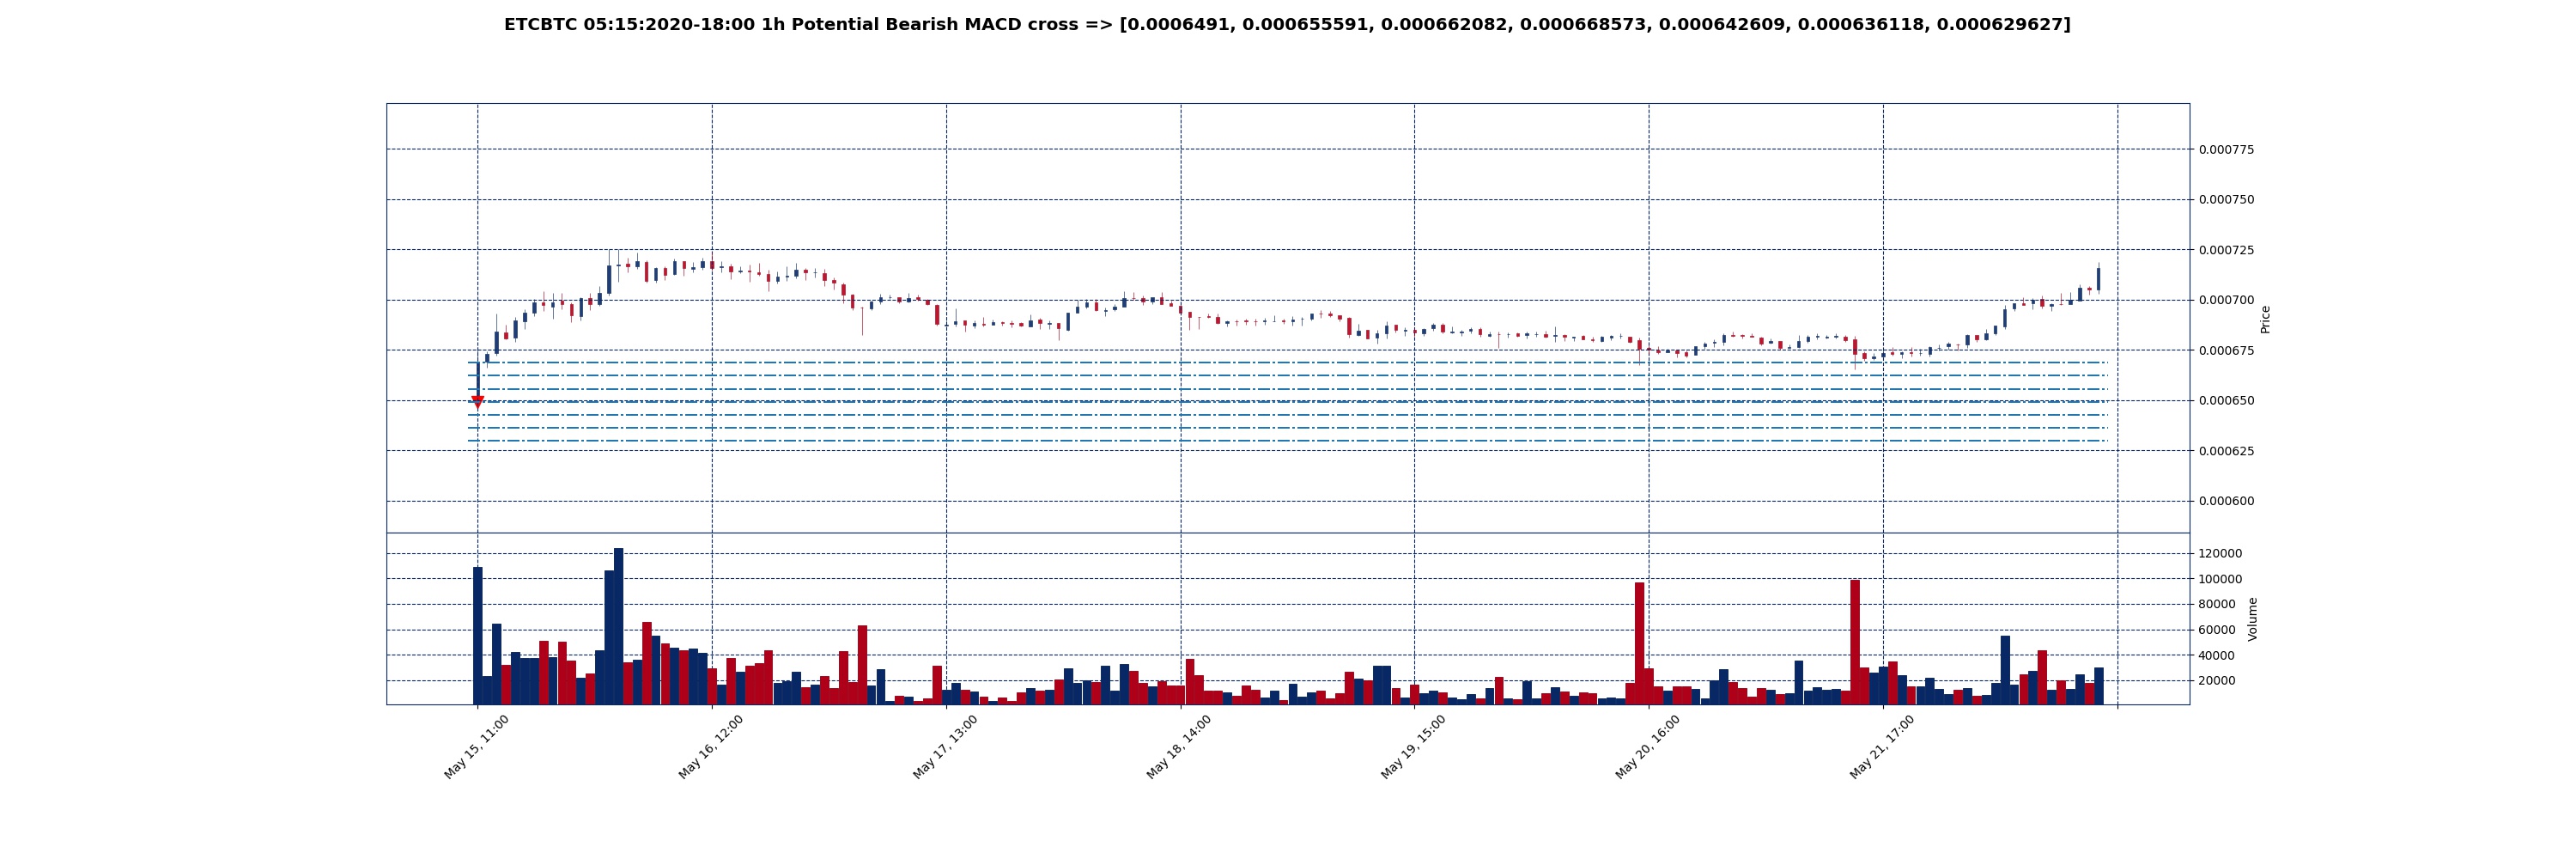 ETCBTC 05:15:2020-18:00 1h Potential Bearish MACD cross => [0.0006491, 0.000655591, 0.000662082, 0.000668573, 0.000642609, 0.000636118, 0.000629627]
0.000775
0.000750
0.000725
0.000700
0.000675
0.000650
0.000625
0.000600
Price
120000
100000
80000
60000
40000
20000
Volume
May 15, 11:00
May 16, 12:00
May 17, 13:00
May 18, 14:00
May 19, 15:00
May 20, 16:00
May 21, 17:00